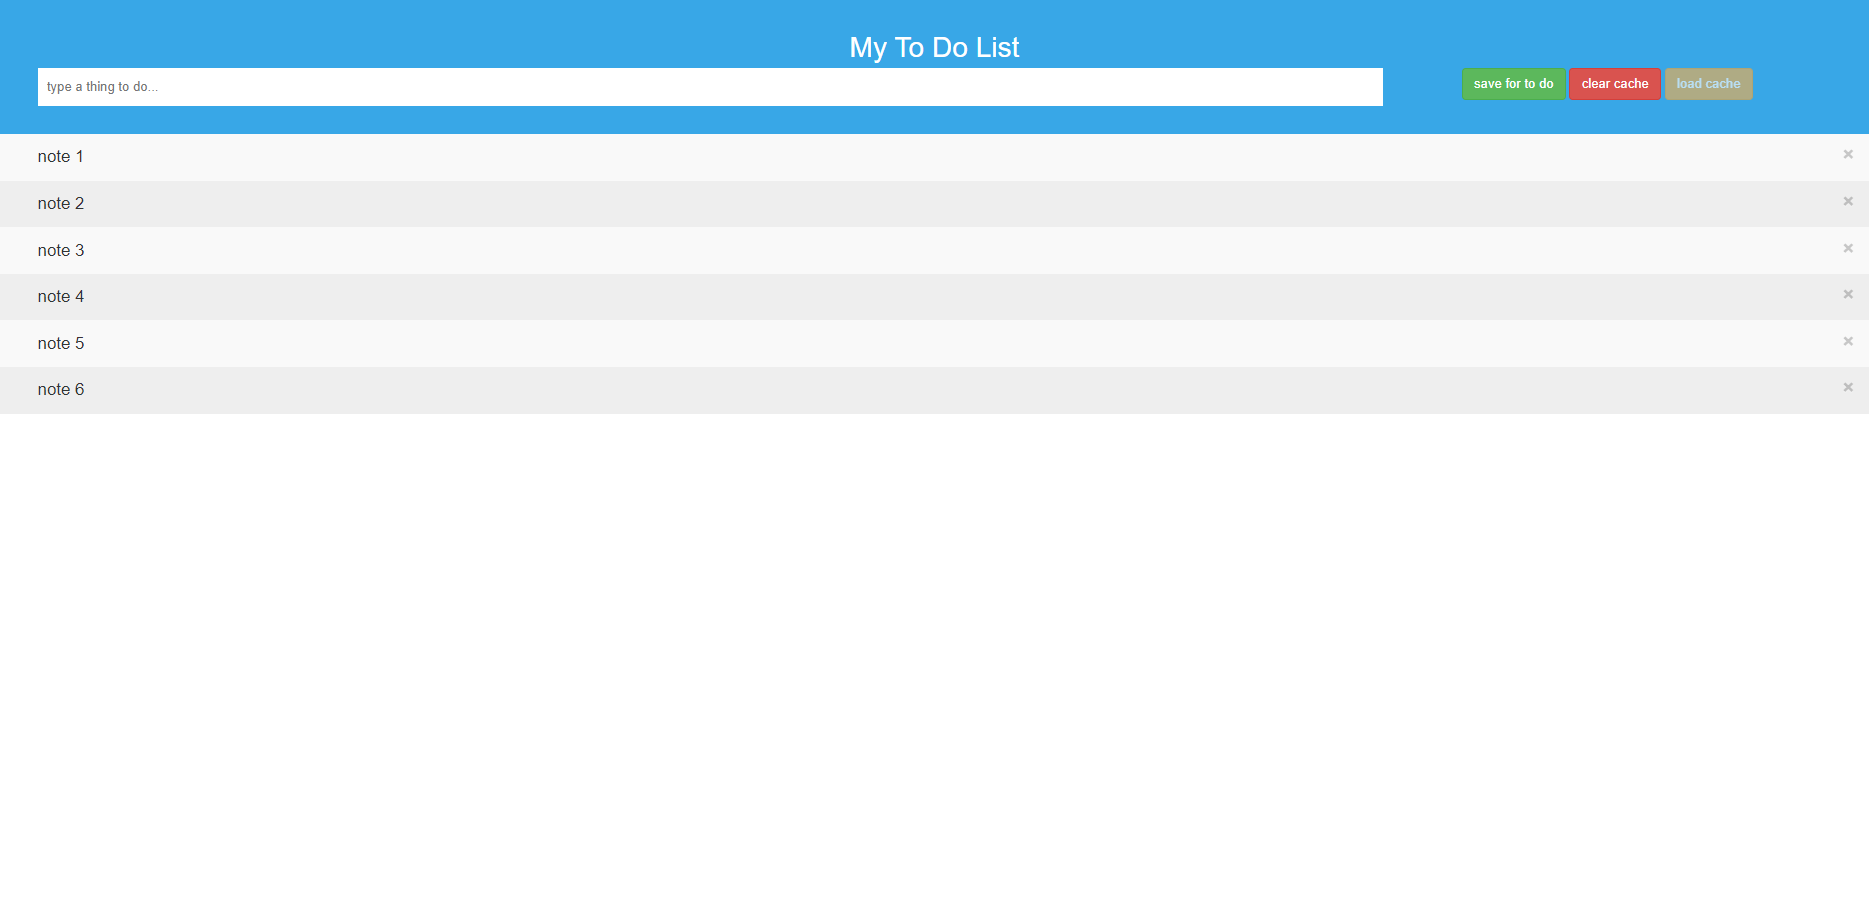 My To Do List
type a thing to do...
save for to do clear cache load cache
note 1
note 2
note 3
note 4
note 5
note 6